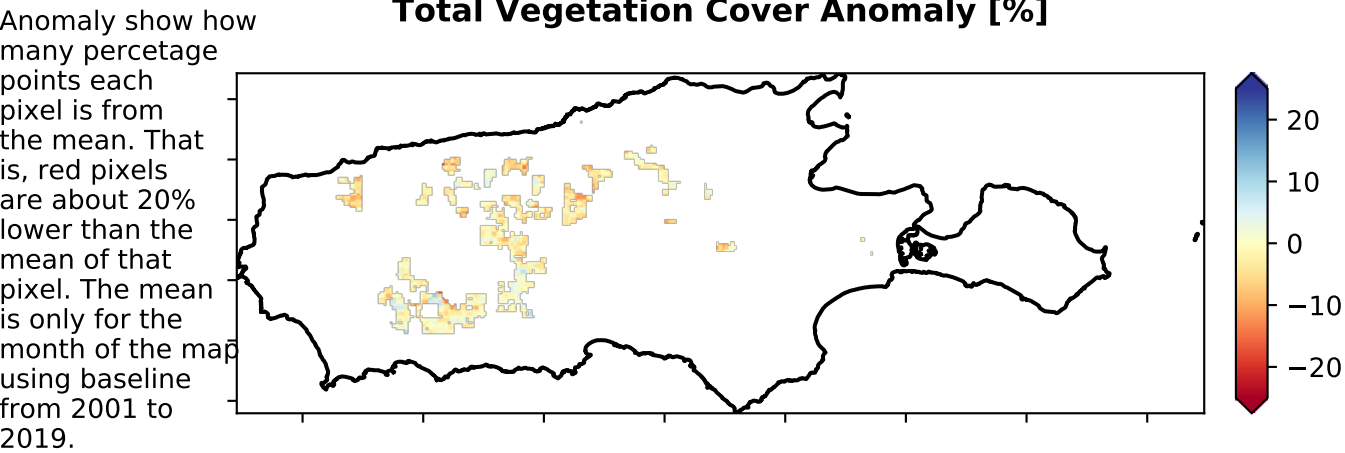 Total Vegetation Cover Anomaly [%]
Anomaly show how
many percetage
points each
pixel is from
the mean. That
is, red pixels
are about 20%
lower than the
mean of that
pixel. The mean
is only for the
month of the map
using baseline
from 2001 to
2019.
20
10
0
−10
−20